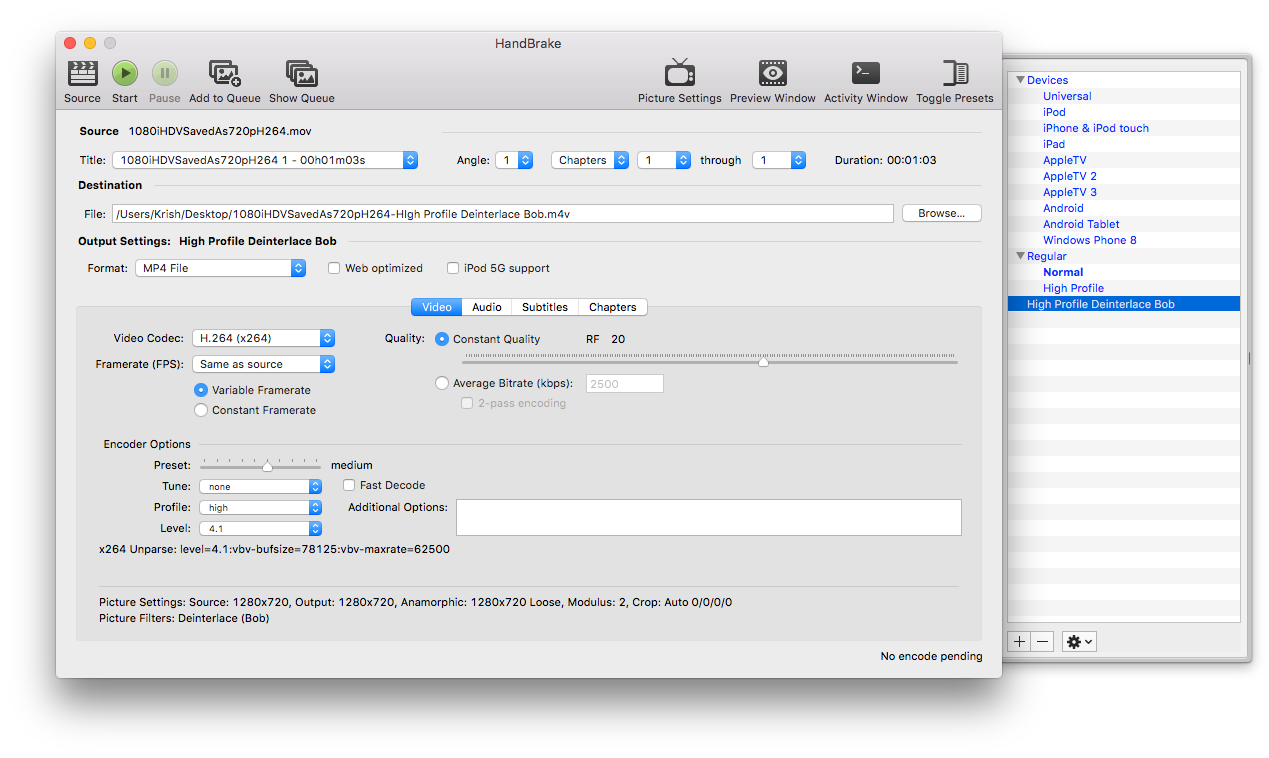 HandBrake
Source Start Pause Add to Queue Show Queue Picture Settings Preview Window Activity Window Toggle Presets
Source 1080iHDVSavedAs720pH264.mov
Title: 1080iHDVSavedAs720pH264 1 - 00h01m03s Angle: 1 Chapters 1 through 1 Duration: 00:01:03
Destination
File: /Users/Krish/Desktop/1080iHDVSavedAs720pH264-HIgh Profile Deinterlace Bob.m4v Browse...
Output Settings: High Profile Deinterlace Bob
Format: MP4 File Web optimized iPod 5G support
Video Audio Subtitles Chapters
Video Codec: H.264 (x264) Quality: Constant Quality RF 20
Framerate (FPS): Same as source
Average Bitrate (kbps): 2500
Variable Framerate
2-pass encoding
Constant Framerate
Encoder Options
Preset: medium
Tune: none Fast Decode
Profile: high Additional Options:
Level: 4.1
x264 Unparse: level=4.1:vbv-bufsize=78125:vbv-maxrate=62500
Picture Settings: Source: 1280x720, Output: 1280x720, Anamorphic: 1280x720 Loose, Modulus: 2, Crop: Auto 0/0/0/0
Picture Filters: Deinterlace (Bob)
No encode pending
Devices
Universal
iPod
iPhone & iPod touch
iPad
AppleTV
AppleTV 2
AppleTV 3
Android
Android Tablet
Windows Phone 8
Regular
Normal
High Profile
High Profile Deinterlace Bob